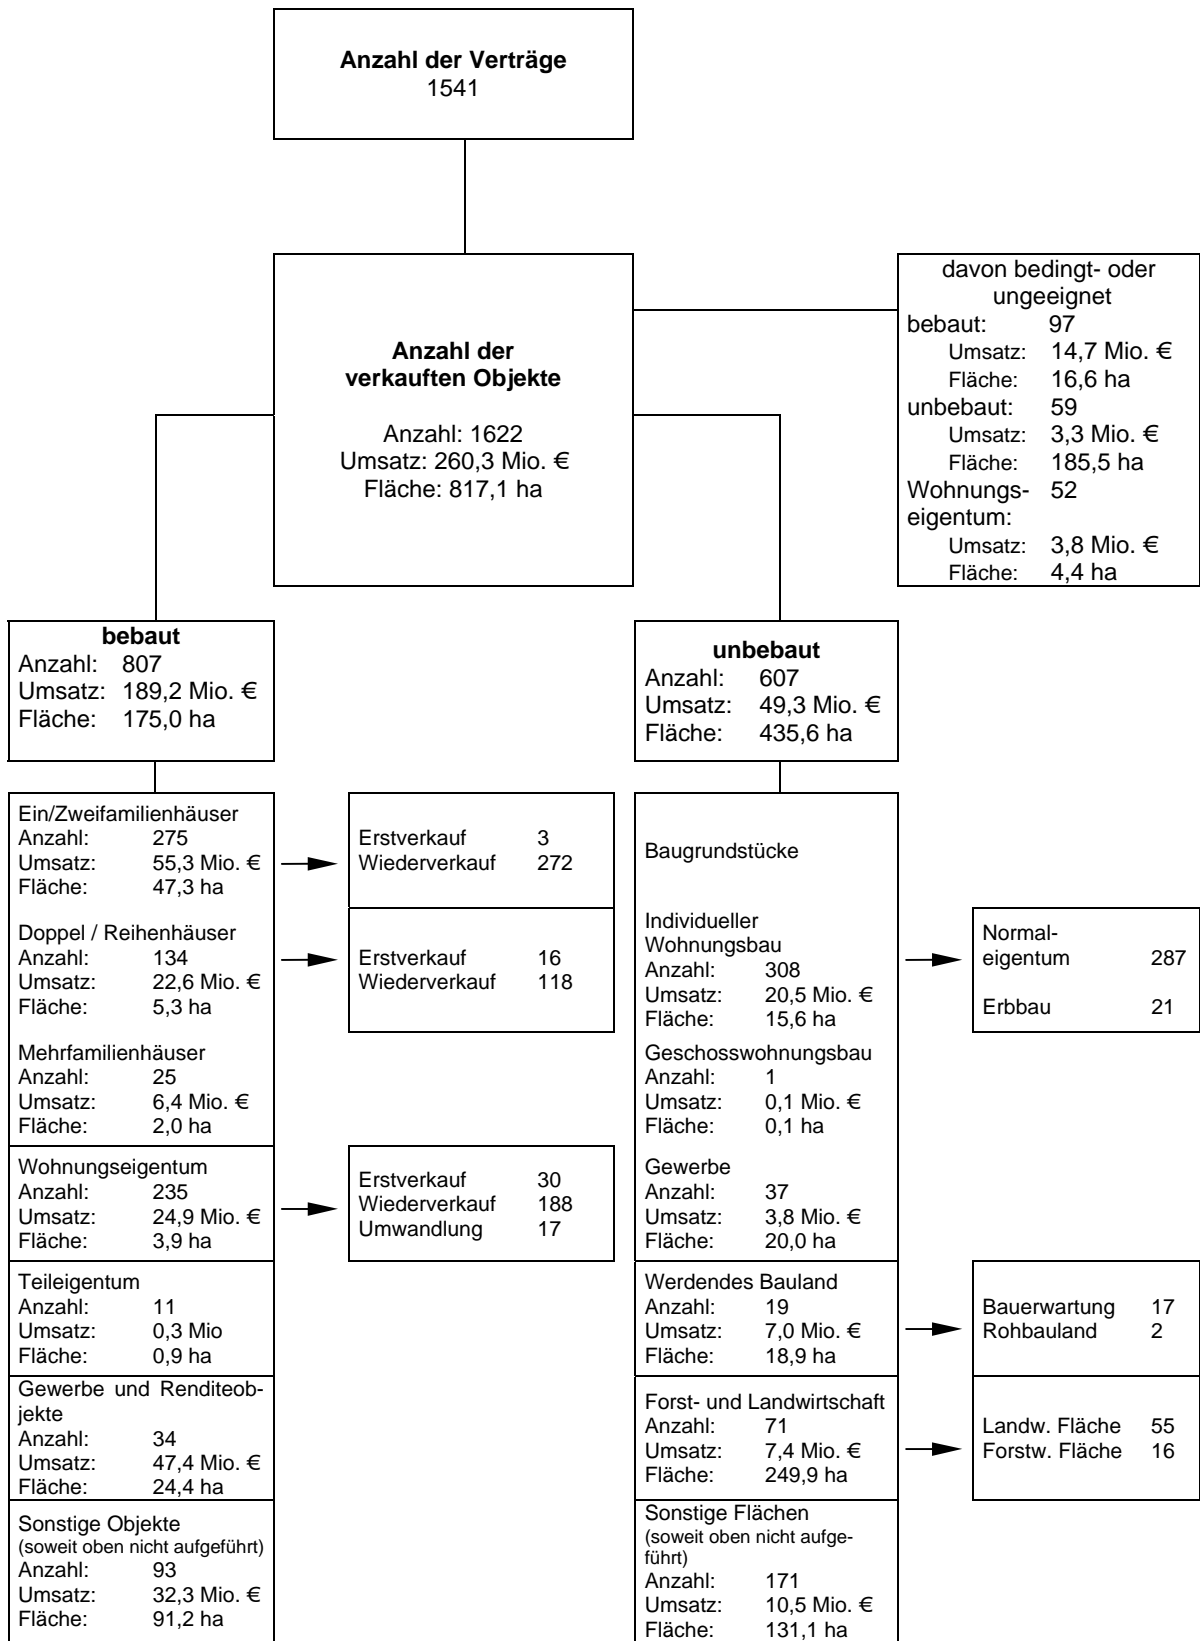 Anzahl der Verträge
1541
Anzahl der
verkauften Objekte
Anzahl: 1622
Umsatz: 260,3 Mio. €
Fläche: 817,1 ha
davon bedingt- oder
ungeeignet
bebaut: 97
Umsatz: 14,7 Mio. €
Fläche: 16,6 ha
unbebaut: 59
Umsatz: 3,3 Mio. €
Fläche: 185,5 ha
Wohnungs- 52
eigentum:
Umsatz: 3,8 Mio. €
Fläche: 4,4 ha
bebaut
Anzahl: 807
Umsatz: 189,2 Mio. €
Fläche: 175,0 ha
unbebaut
Anzahl: 607
Umsatz: 49,3 Mio. €
Fläche: 435,6 ha
Ein/Zweifamilienhäuser
Anzahl: 275
Umsatz: 55,3 Mio. €
Fläche: 47,3 ha
Erstverkauf 3
Wiederverkauf 272
Doppel / Reihenhäuser
Anzahl: 134
Umsatz: 22,6 Mio. €
Fläche: 5,3 ha
Erstverkauf 16
Wiederverkauf 118
Mehrfamilienhäuser
Anzahl: 25
Umsatz: 6,4 Mio. €
Fläche: 2,0 ha
Wohnungseigentum
Anzahl: 235
Umsatz: 24,9 Mio. €
Fläche: 3,9 ha
Erstverkauf 30
Wiederverkauf 188
Umwandlung 17
Teileigentum
Anzahl: 11
Umsatz: 0,3 Mio
Fläche: 0,9 ha
Gewerbe und Renditeob-
jekte
Anzahl: 34
Umsatz: 47,4 Mio. €
Fläche: 24,4 ha
Sonstige Objekte
(soweit oben nicht aufgeführt)
Anzahl: 93
Umsatz: 32,3 Mio. €
Fläche: 91,2 ha
Baugrundstücke
Individueller
Wohnungsbau
Anzahl: 308
Umsatz: 20,5 Mio. €
Fläche: 15,6 ha
Normal-
eigentum 287
Erbbau 21
Geschosswohnungsbau
Anzahl: 1
Umsatz: 0,1 Mio. €
Fläche: 0,1 ha
Gewerbe
Anzahl: 37
Umsatz: 3,8 Mio. €
Fläche: 20,0 ha
Werdendes Bauland
Anzahl: 19
Umsatz: 7,0 Mio. €
Fläche: 18,9 ha
Bauerwartung 17
Rohbauland 2
Forst- und Landwirtschaft
Anzahl: 71
Umsatz: 7,4 Mio. €
Fläche: 249,9 ha
Landw. Fläche 55
Forstw. Fläche 16
Sonstige Flächen
(soweit oben nicht aufge-
führt)
Anzahl: 171
Umsatz: 10,5 Mio. €
Fläche: 131,1 ha